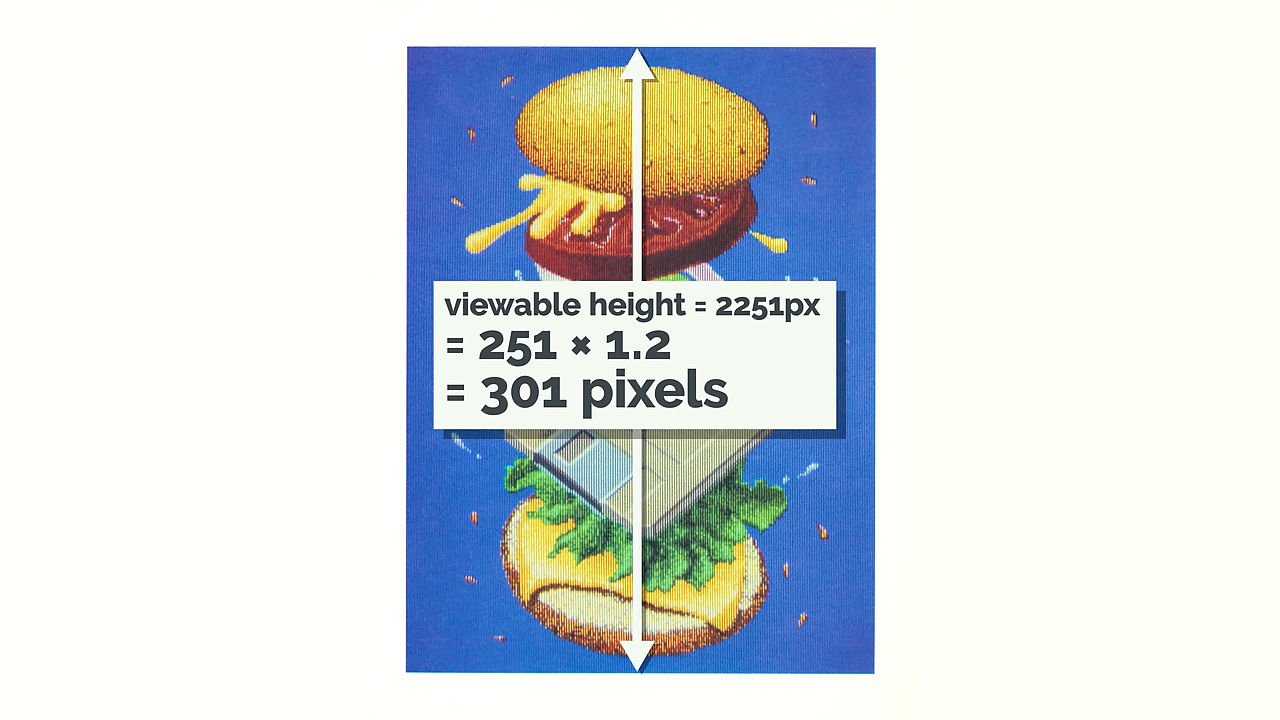 viewable height = 2251px
= 251 × 1.2
= 301 pixels